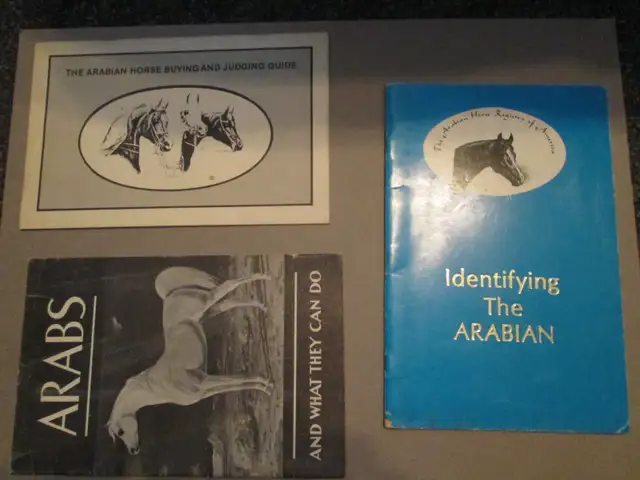 THE ARABIAN HORSE BUYING AND JUDGING GUIDE
The Arabian Horse Registry of America
Identifying
The
ARABIAN
ARABS
AND WHAT THEY CAN DO